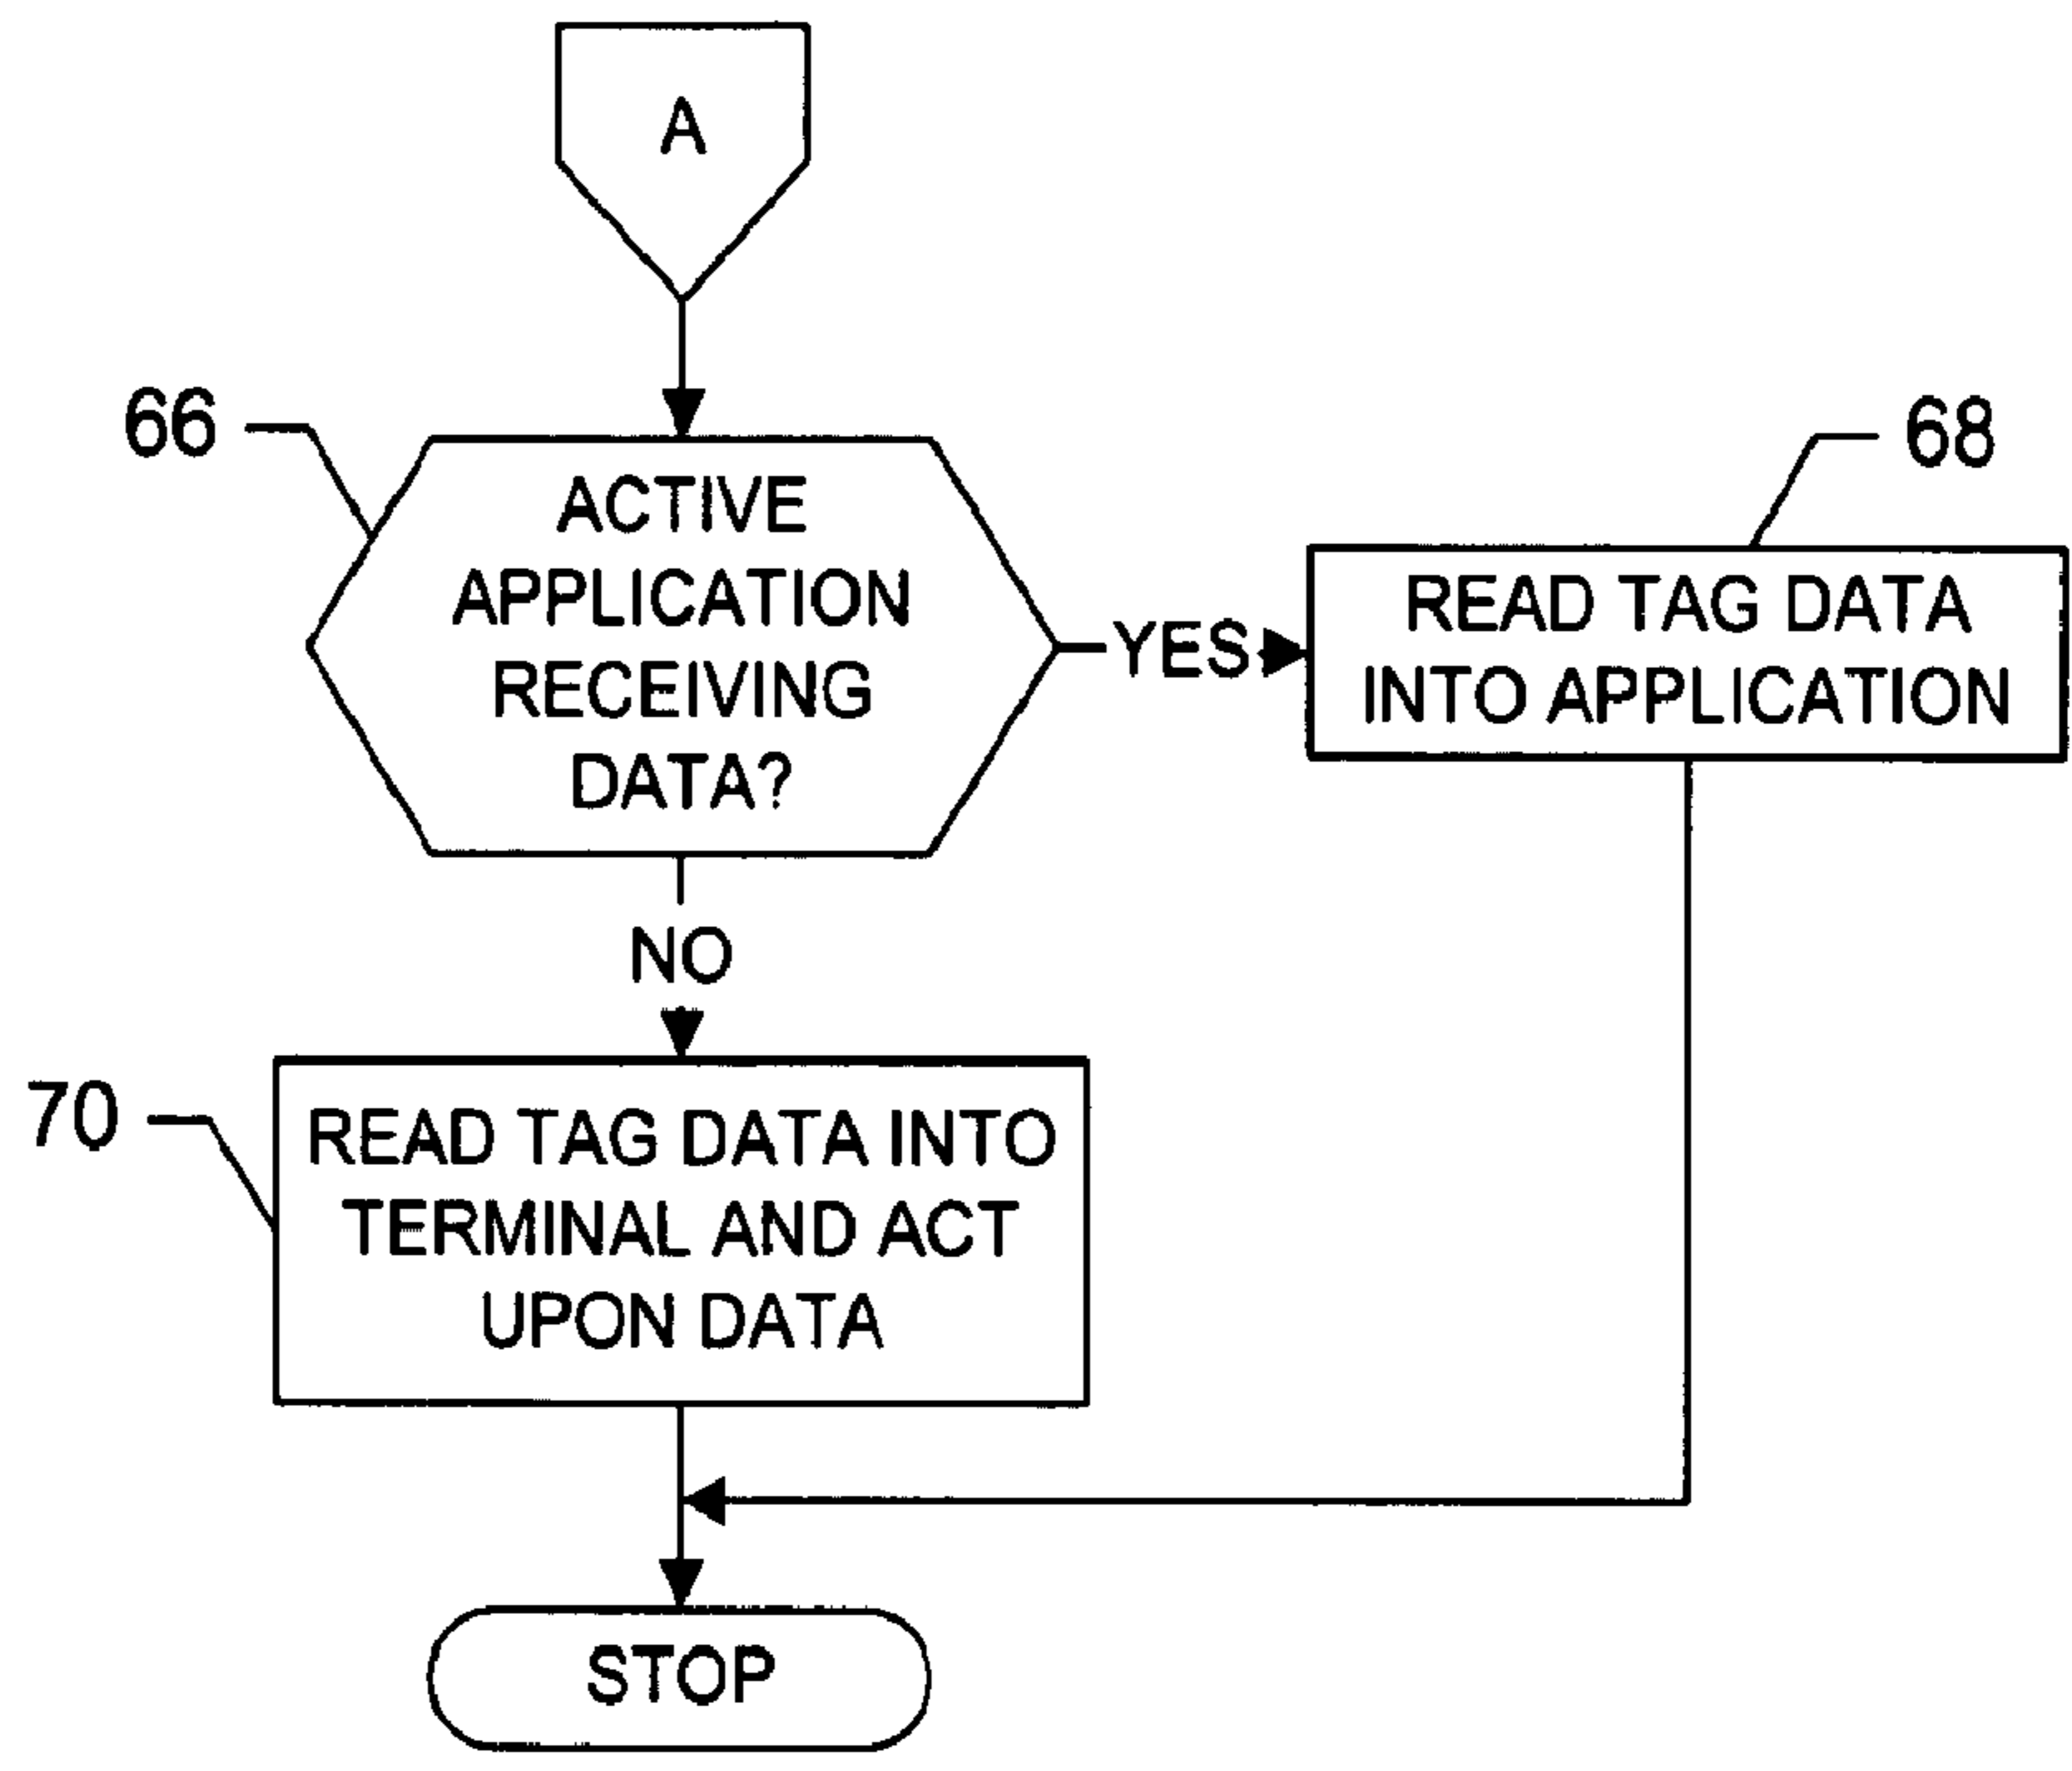 A
66
ACTIVE
APPLICATION
RECEIVING
DATA?
YES
68
READ TAG DATA
INTO APPLICATION
NO
70
READ TAG DATA INTO
TERMINAL AND ACT
UPON DATA
STOP